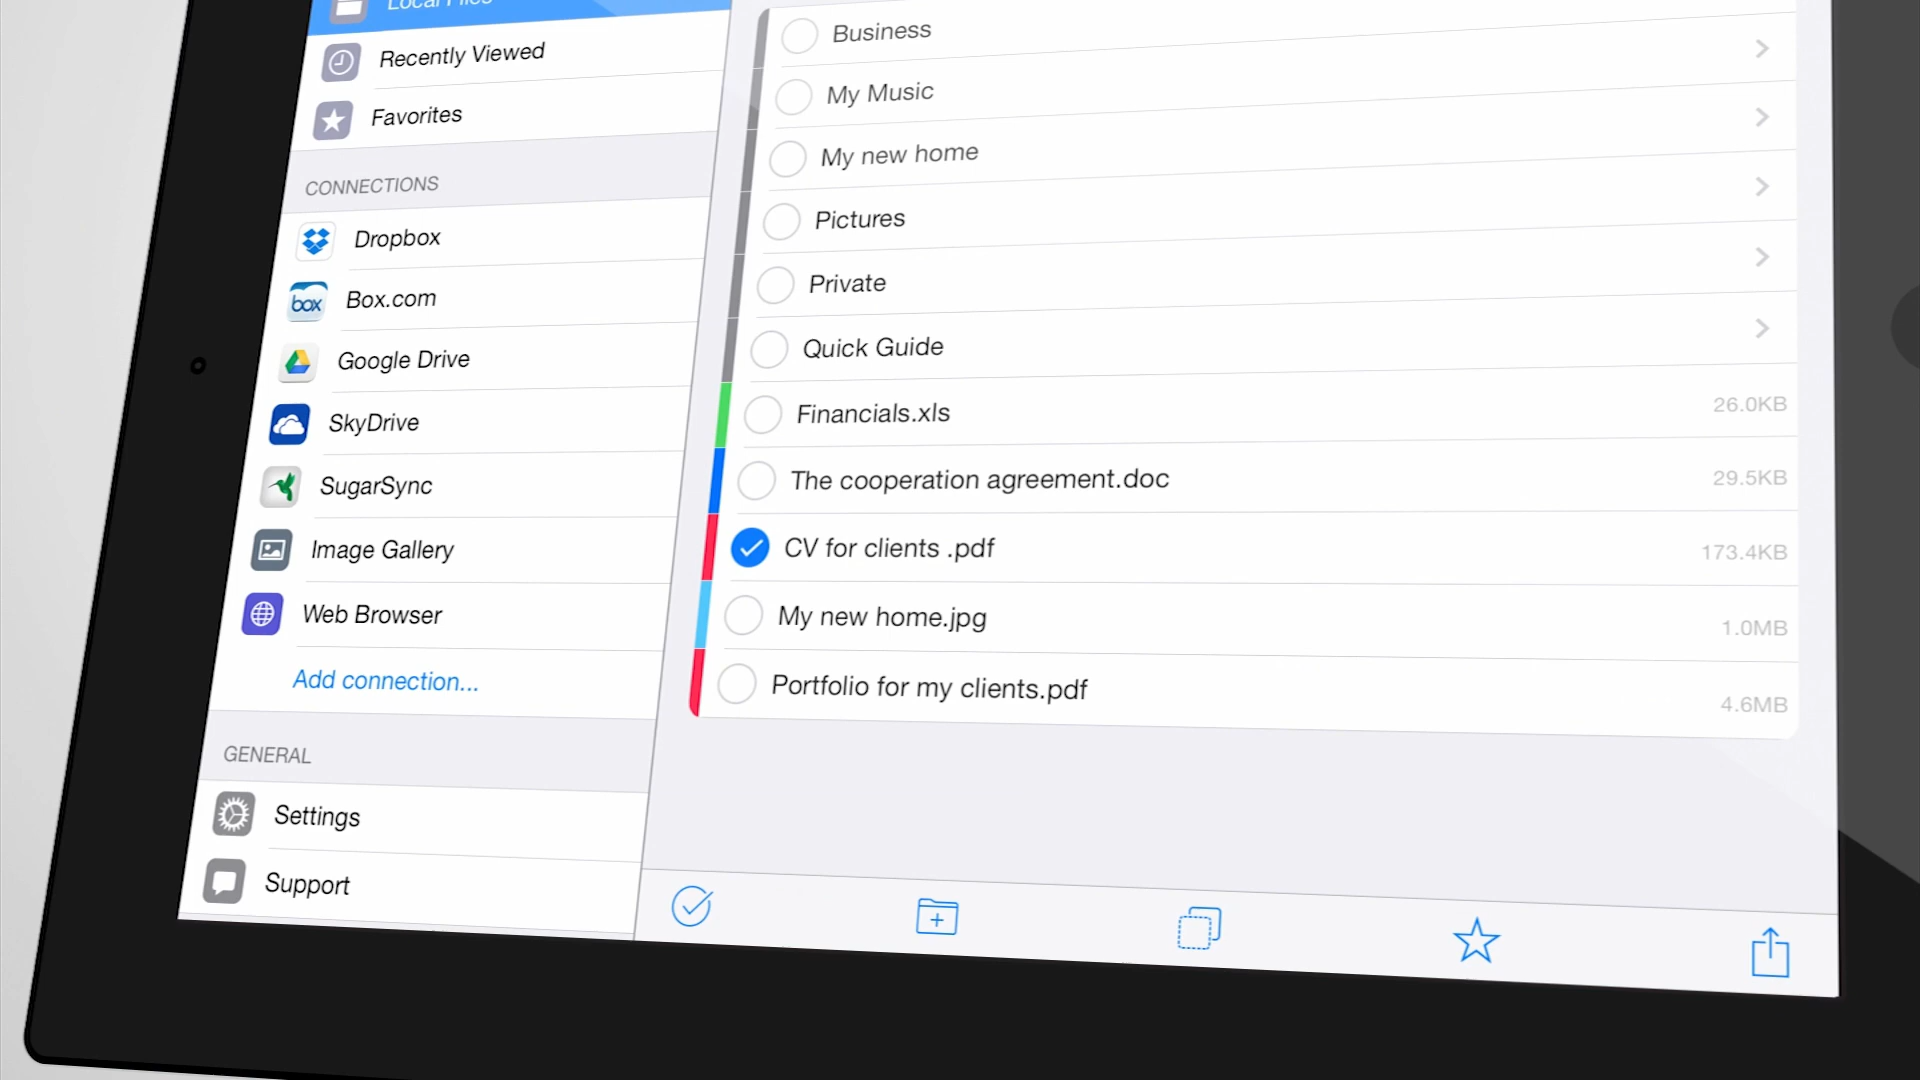 Local Files
Recently Viewed
Favorites
CONNECTIONS
Dropbox
box
Box.com
Google Drive
SkyDrive
SugarSync
Image Gallery
Web Browser
Add connection...
GENERAL
Settings
Support
Business
My Music
My new home
Pictures
Private
Quick Guide
Financials.xls
26.0KB
The cooperation agreement.doc
29.5KB
CV for clients .pdf
173.4KB
My new home.jpg
1.0MB
Portfolio for my clients.pdf
4.6MB